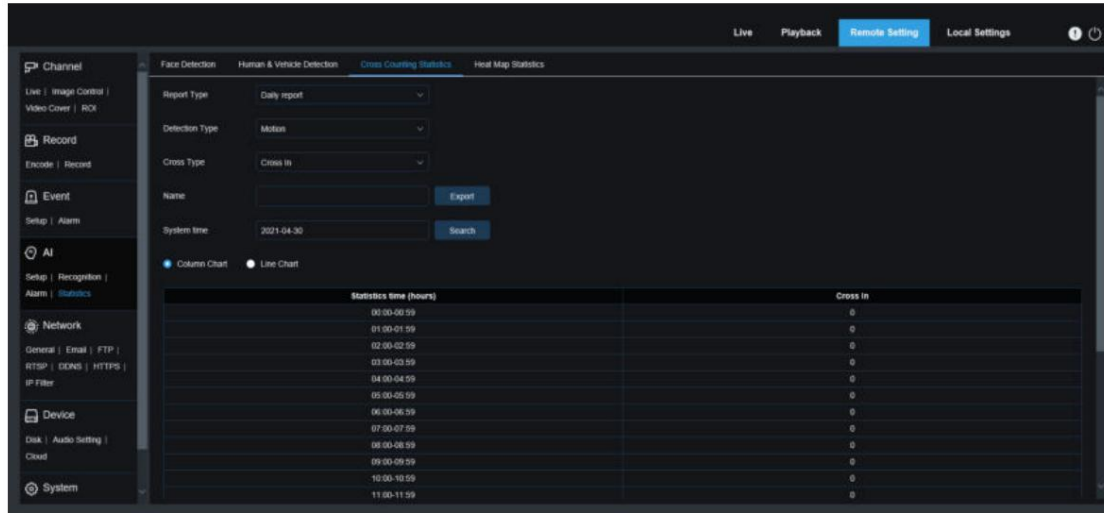 Live Playback Remote Setting Local Settings
Channel
Live | Image Control |
Video Cover | ROI
Record
Encode | Record
Event
Setup | Alarm
AI
Setup | Recognition |
Alarm | Statistics
Network
General | Email | FTP |
RTSP | DDNS | HTTPS |
IP Filter
Device
Disk | Audio Setting |
Cloud
System
Face Detection Human & Vehicle Detection Cross Counting Statistics Heat Map Statistics
Report Type Daily report
Detection Type Motion
Cross Type Cross In
Name Export
System time 2021-04-30 Search
Column Chart Line Chart
Statistics time (hours) Cross In
00:00-00:59 0
01:00-01:59 0
02:00-02:59 0
03:00-03:59 0
04:00-04:59 0
05:00-05:59 0
06:00-06:59 0
07:00-07:59 0
08:00-08:59 0
09:00-09:59 0
10:00-10:59 0
11:00-11:59 0